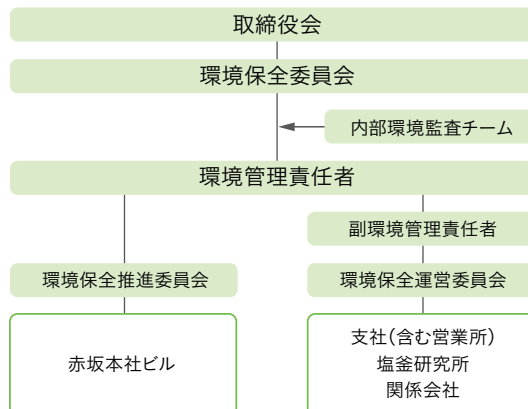 取締役会
環境保全委員会
内部環境監査チーム
環境管理責任者
副環境管理責任者
環境保全推進委員会
環境保全運営委員会
赤坂本社ビル
支社(含む営業所)
塩釜研究所
関係会社